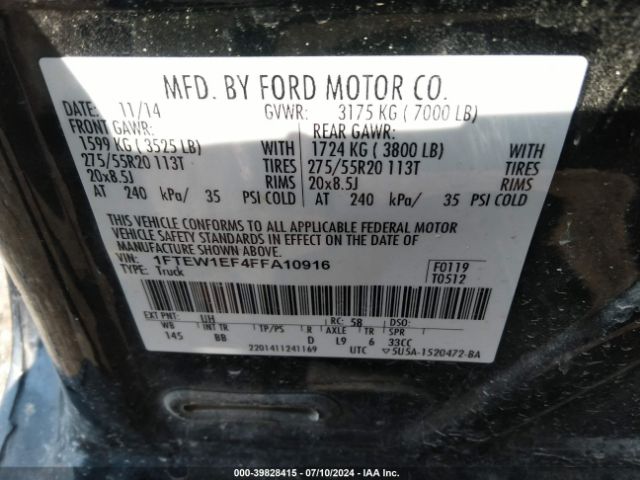 MFD. BY FORD MOTOR CO.
DATE: 11/14 GVWR: 3175 KG ( 7000 LB)
FRONT GAWR: REAR GAWR:
1599 KG ( 3525 LB) WITH 1724 KG ( 3800 LB) WITH
275/55R20 113T TIRES 275/55R20 113T TIRES
20x8.5J RIMS 20x8.5J RIMS
AT 240 kPa/ 35 PSI COLD AT 240 kPa/ 35 PSI COLD
THIS VEHICLE CONFORMS TO ALL APPLICABLE FEDERAL MOTOR
VEHICLE SAFETY STANDARDS IN EFFECT ON THE DATE OF
MANUFACTURE SHOWN ABOVE.
VIN: 1FTEW1EF4FFA10916 F0119
TYPE: Truck T0512
EXT PNT: UH RC: 58 DSO:
WB INT TR TP/PS R AXLE TR SPR
145 BB D L9 6 33CC
2201411241169 UTC 5U5A-1520472-BA
000-39828415 - 07/10/2024 - IAA Inc.